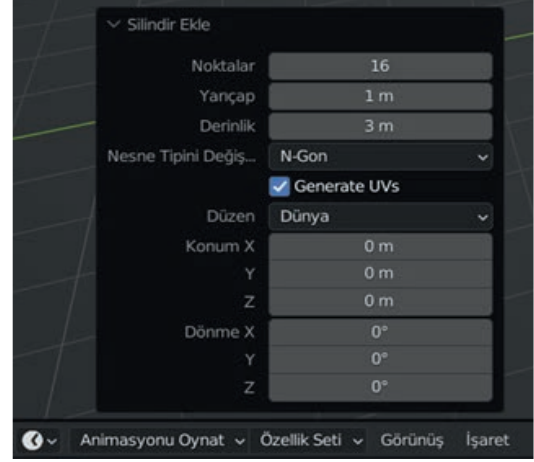 Silindir Ekle
Noktalar 16
Yarıçap 1 m
Derinlik 3 m
Nesne Tipini Değiş... N-Gon
Generate UVs
Düzen Dünya
Konum X 0 m
Y 0 m
Z 0 m
Dönme X 0°
Y 0°
Z 0°
Animasyonu Oynat Özellik Seti Görünüş İşaret